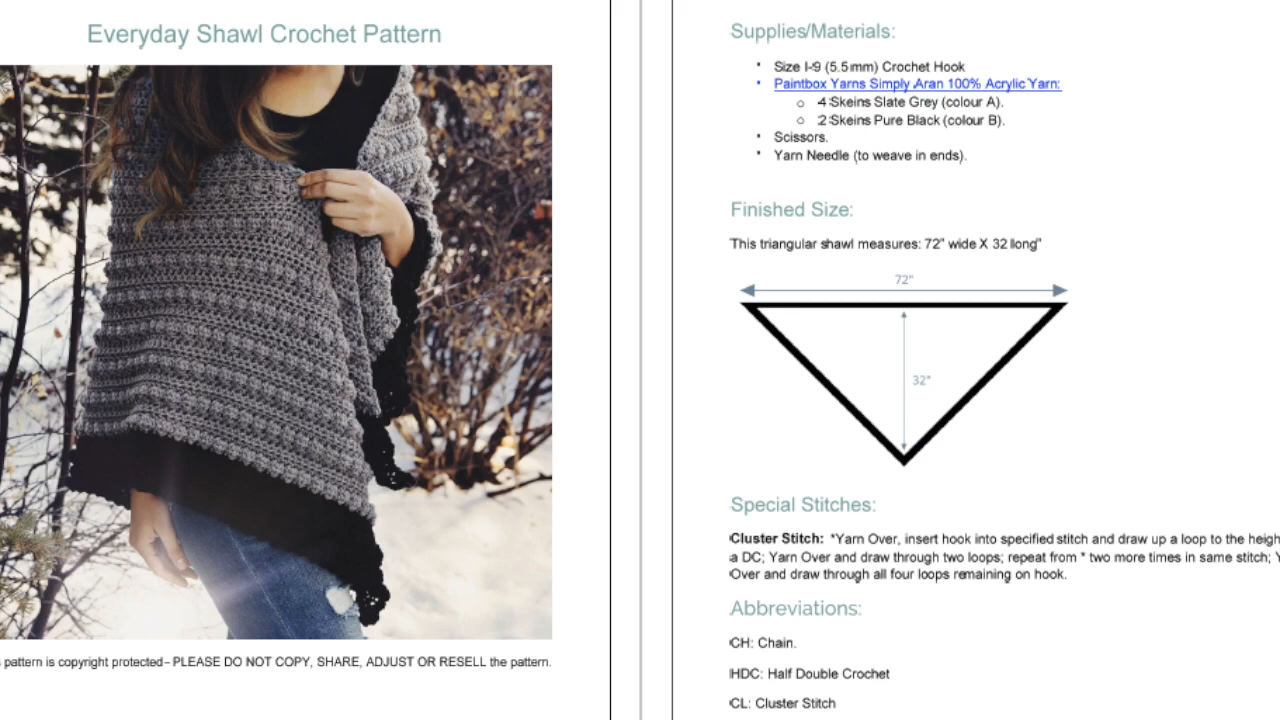 Everyday Shawl Crochet Pattern
pattern is copyright protected– PLEASE DO NOT COPY, SHARE, ADJUST OR RESELL the pattern.
Supplies/Materials:
Size I-9 (5.5mm) Crochet Hook
Paintbox Yarns Simply Aran 100% Acrylic Yarn:
4 Skeins Slate Grey (colour A).
2 Skeins Pure Black (colour B).
Scissors.
Yarn Needle (to weave in ends).
Finished Size:
This triangular shawl measures: 72" wide X 32 long"
72"
32"
Special Stitches:
Cluster Stitch: *Yarn Over, insert hook into specified stitch and draw up a loop to the
a DC; Yarn Over and draw through two loops; repeat from * two more times in same stitch;
Over and draw through all four loops remaining on hook.
Abbreviations:
CH: Chain.
HDC: Half Double Crochet
CL: Cluster Stitch